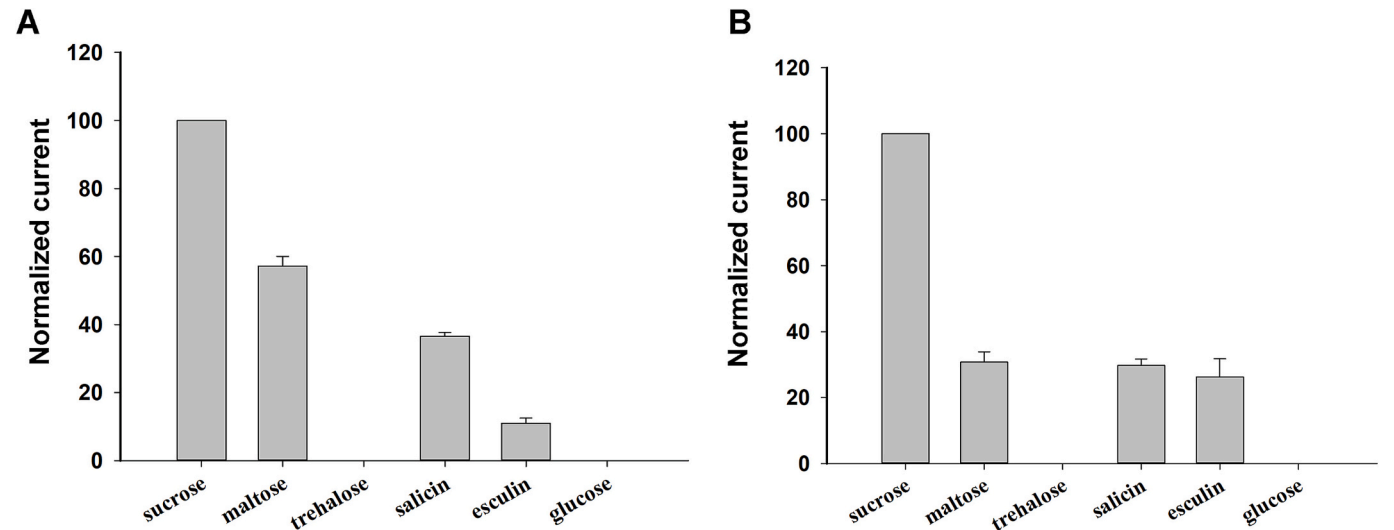 A
Normalized current
120
100
80
60
40
20
0
sucrose
maltose
trehalose
salicin
esculin
glucose
B
Normalized current
120
100
80
60
40
20
0
sucrose
maltose
trehalose
salicin
esculin
glucose